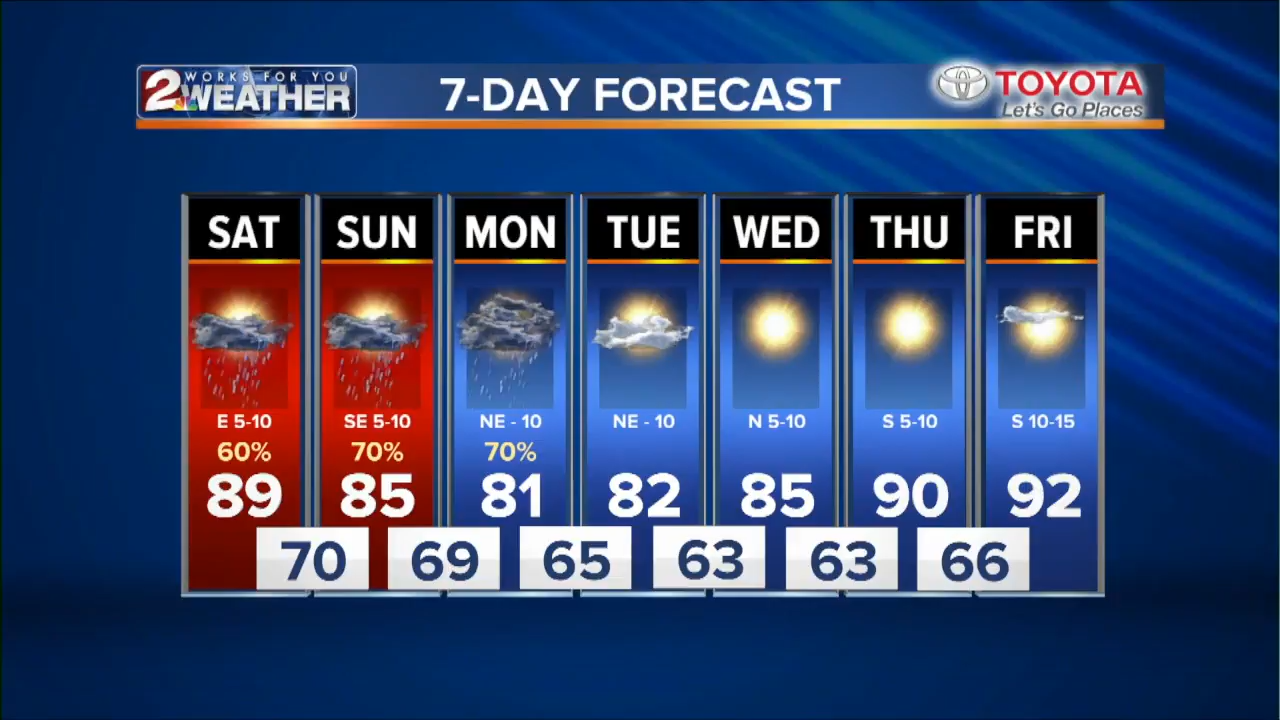 2 WORKS FOR YOU
WEATHER
7-DAY FORECAST
TOYOTA
Let's Go Places
SAT SUN MON TUE WED THU FRI
E 5-10 SE 5-10 NE - 10 NE - 10 N 5-10 S 5-10 S 10-15
60% 70% 70%
89 85 81 82 85 90 92
70 69 65 63 63 66